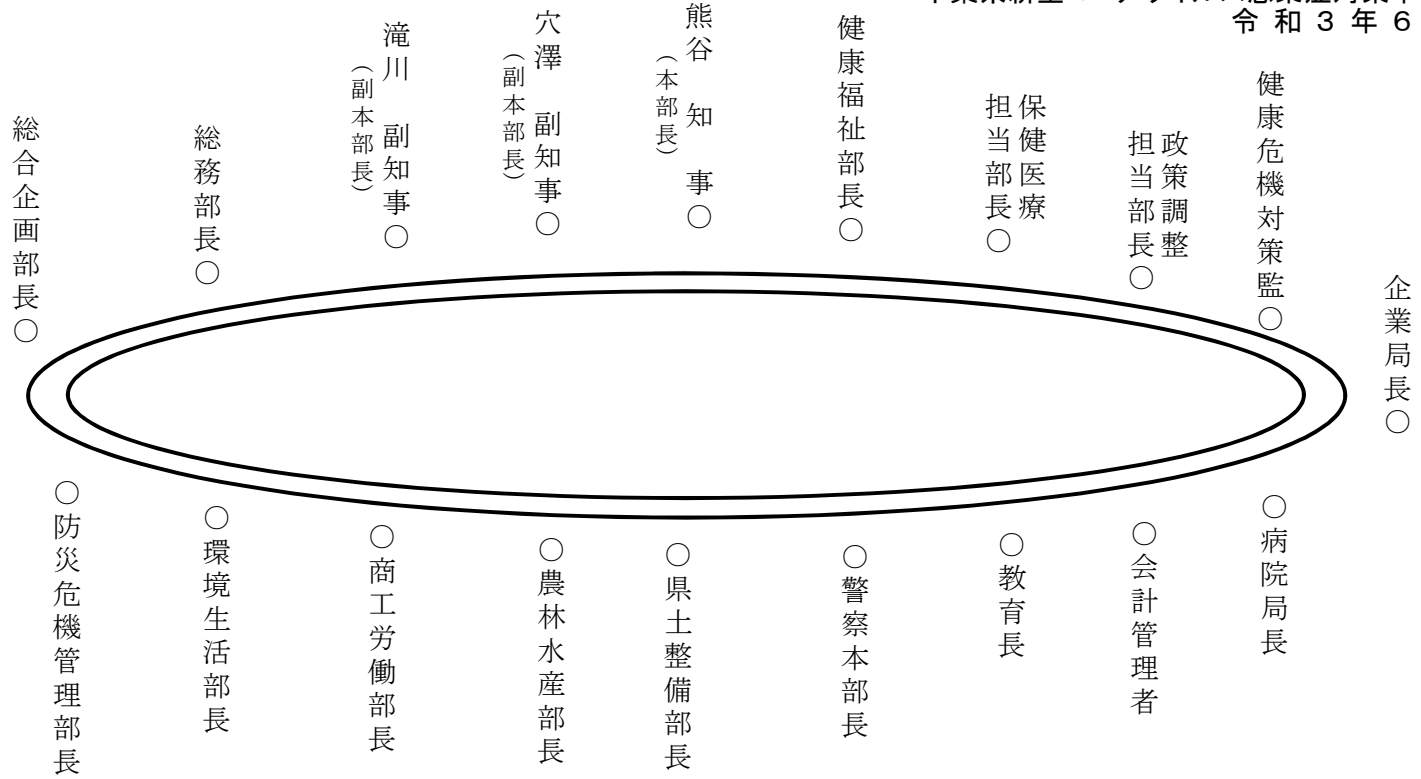 令 和 ３ 年 ６
企業局長○
健康危機対策監○
政策調整
担当部長○
保健医療
担当部長○
健康福祉部長○
熊谷 知 事○
（本部長）
穴澤 副知事○
（副本部長）
滝川 副知事○
（副本部長）
総務部長○
総合企画部長○
○病院局長
○会計管理者
○教育長
○警察本部長
○県土整備部長
○農林水産部長
○商工労働部長
○環境生活部長
○防災危機管理部長